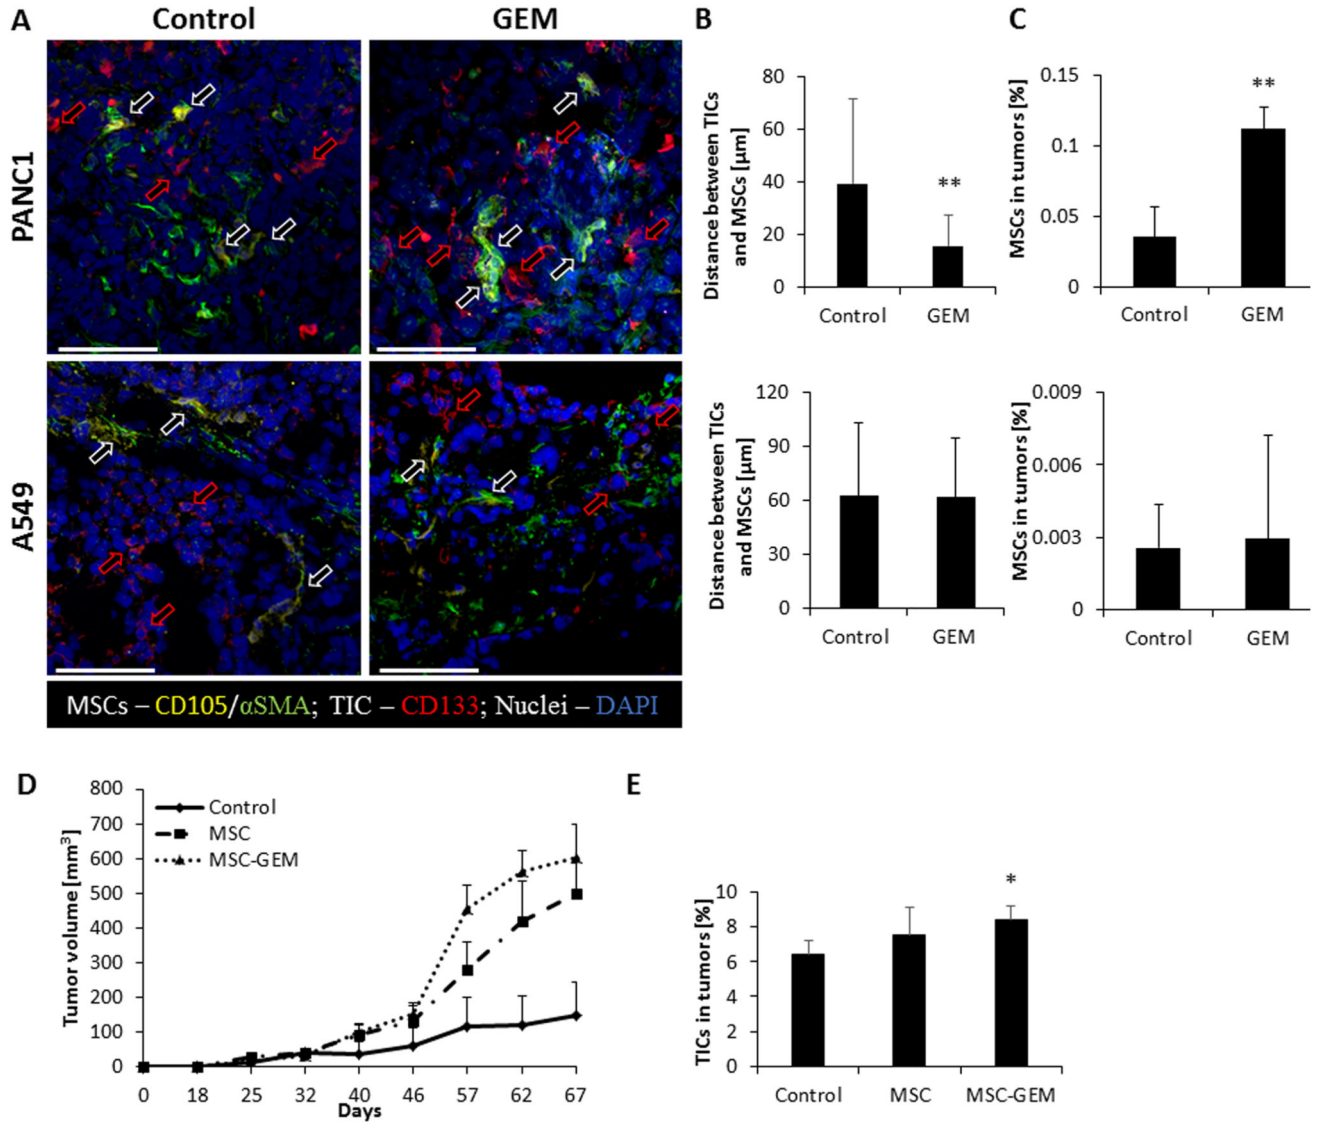 A
Control
GEM
B
C
PANC1
A549
MSCs – CD105/αSMA; TIC – CD133; Nuclei – DAPI
Distance between TICs
and MSCs [µm]
80
60
40
20
0
**
Control
GEM
MSCs in tumors [%]
0.15
0.1
0.05
0
**
Control
GEM
Distance between TICs
and MSCs [µm]
120
90
60
30
0
Control
GEM
MSCs in tumors [%]
0.009
0.006
0.003
0
Control
GEM
D
Tumor volume [mm³]
800
700
600
500
400
300
200
100
0
Control
MSC
MSC-GEM
0 18 25 32 40 46 57 62 67
Days
E
TICs in tumors [%]
10
8
6
4
2
0
*
Control
MSC
MSC-GEM